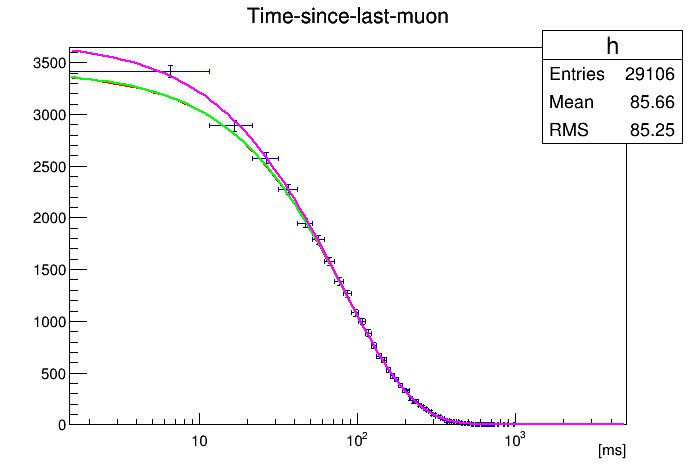 Time-since-last-muon
h
Entries 29106
Mean 85.66
RMS 85.25
3500
3000
2500
2000
1500
1000
500
0
10 10² 10³
[ms]